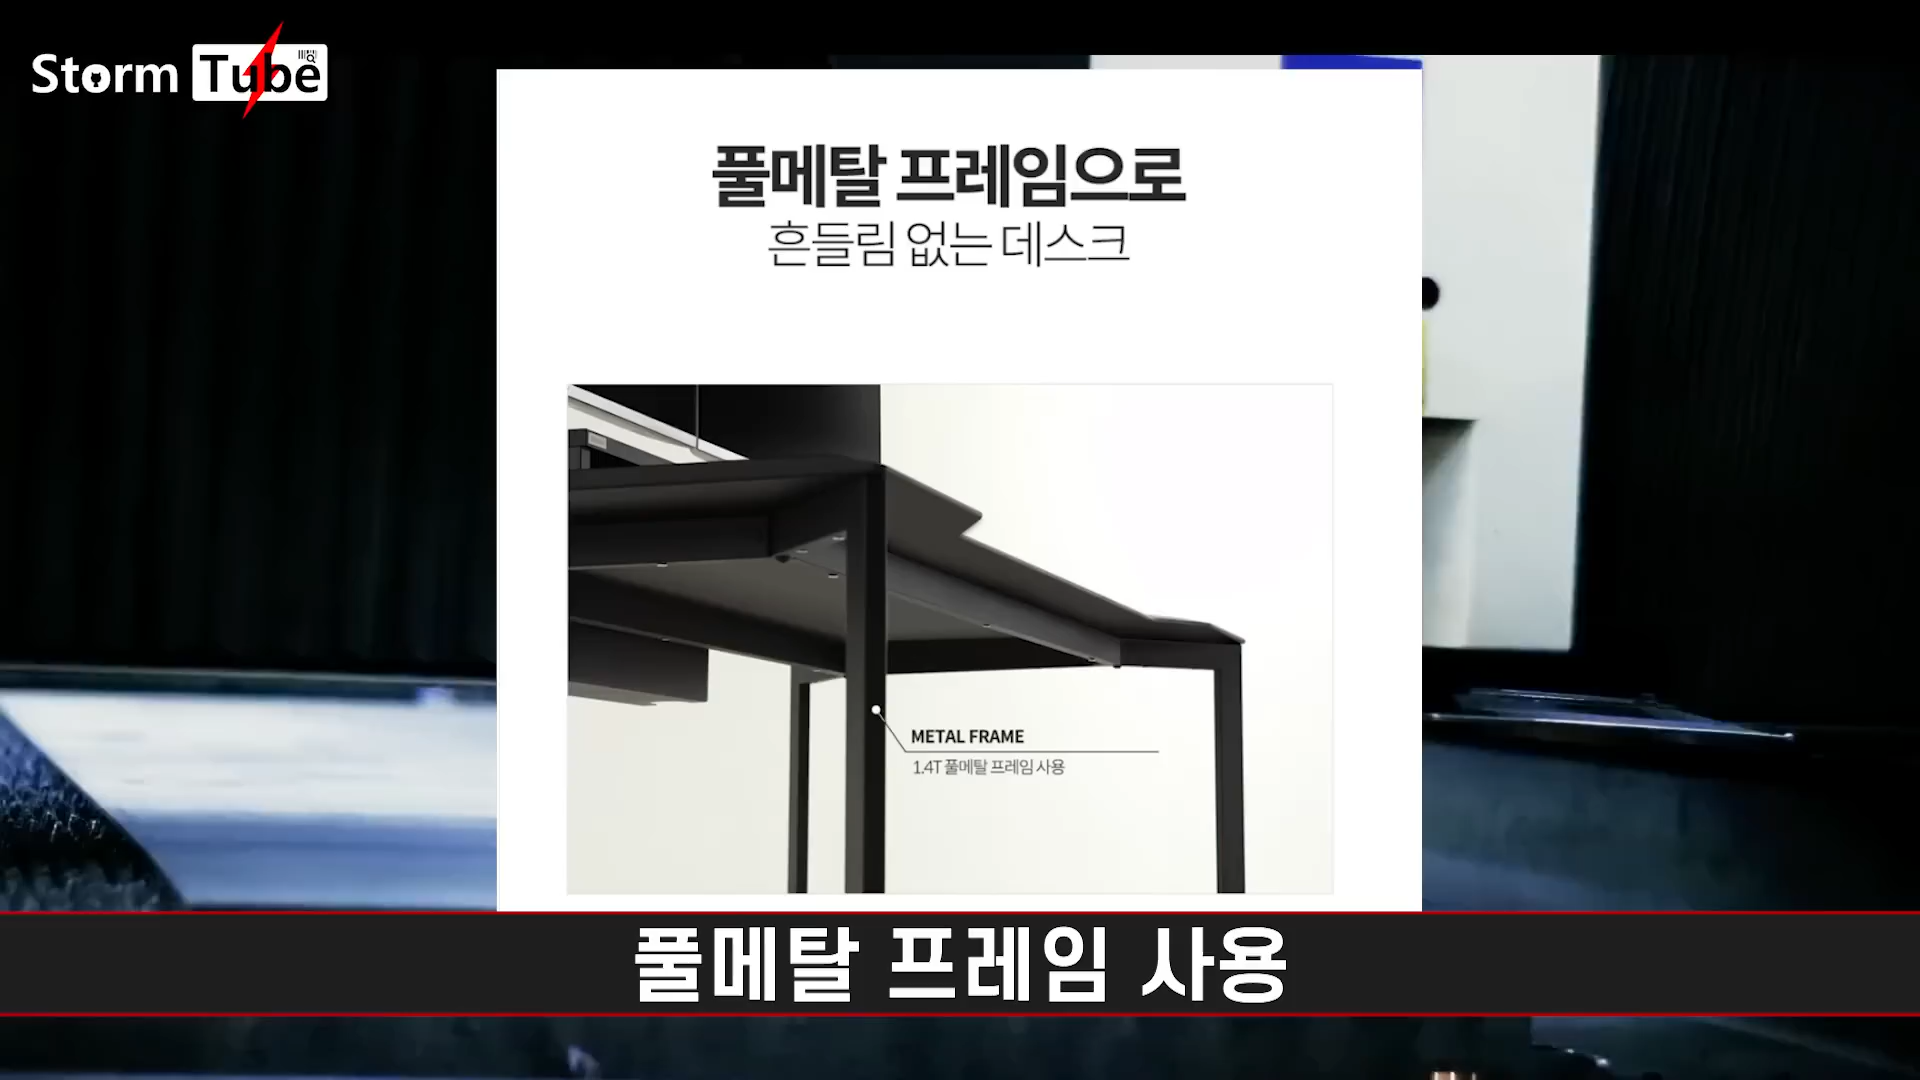 Storm Tube
풀메탈 프레임으로
흔들림 없는 데스크
METAL FRAME
1.4T 풀메탈 프레임 사용
풀메탈 프레임 사용